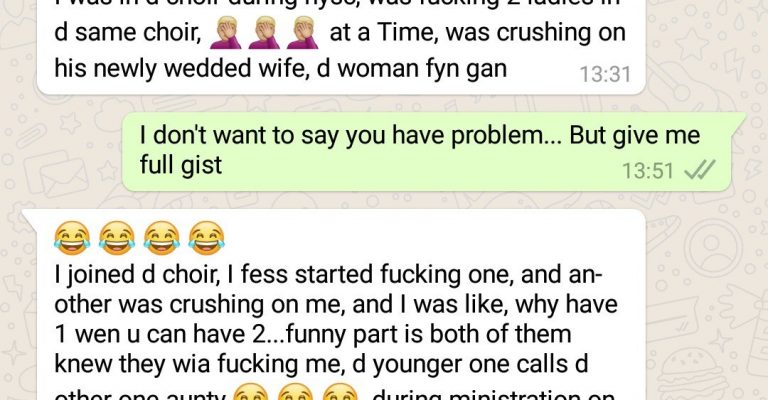 I was in d choir during nysc, was fucking 2 ladies in
d same choir, 🤦🏼‍♀️🤦🏼‍♀️🤦🏼‍♀️ at a Time, was crushing on
his newly wedded wife, d woman fyn gan
13:31
I don't want to say you have problem... But give me
full gist
13:51
😂😂😂😂
I joined d choir, I fess started fucking one, and an-
other was crushing on me, and I was like, why have
1 wen u can have 2...funny part is both of them
knew they wia fucking me, d younger one calls d
other one aunty 😂😂😂, during ministration on